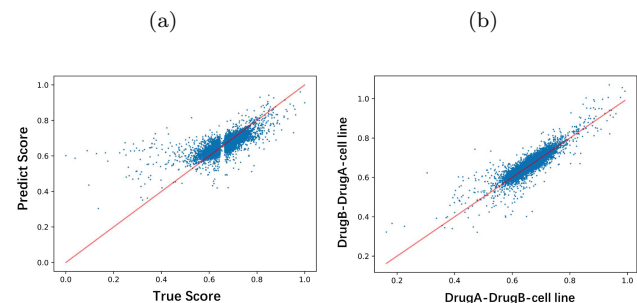 (a)
(b)
Predict Score
1.0
0.8
0.6
0.4
0.2
0.0
0.0 0.2 0.4 0.6 0.8 1.0
True Score
DrugB-DrugA-cell line
1.0
0.8
0.6
0.4
0.2
0.2 0.4 0.6 0.8 1.0
DrugA-DrugB-cell line